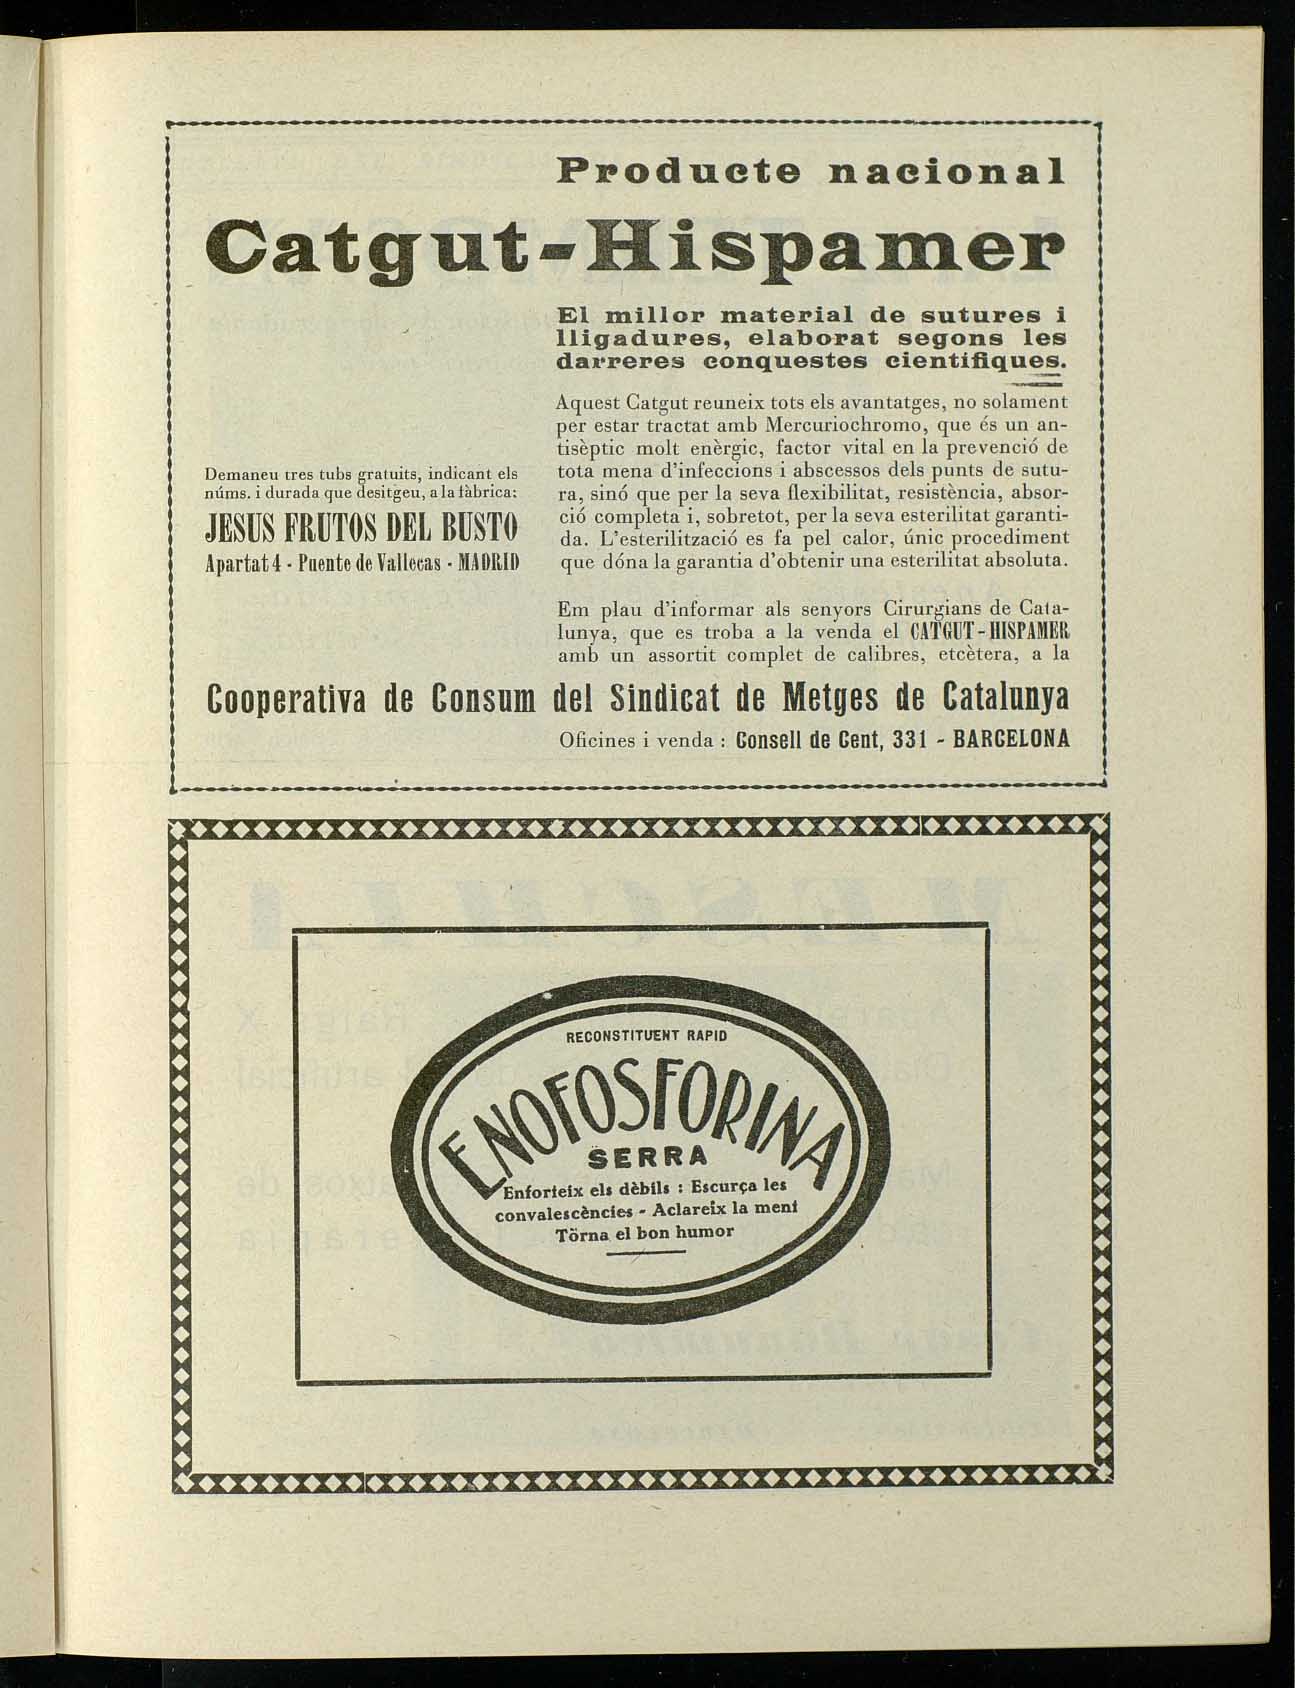 Producte nacional
Catgut-Hispamer
El millor material de sutures i
lligadures, elaborat segons les
darreres conquestes cientifiques.
Aquest Catgut reuneix tots els avantatges, no solament
per estar tractat amb Mercuriochromo, que és un an-
tisèptic molt enèrgic, factor vital en la prevenció de
tota mena d'infeccions i abscessos dels punts de sutu-
ra, sinó que per la seva flexibilitat, resistència, absor-
ció completa i, sobretot, per la seva esterilitat garanti-
da. L'esterilització es fa pel calor, únic procediment
que dóna la garantia d'obtenir una esterilitat absoluta.
Demaneu tres tubs gratuits, indicant els
núms. i durada que desitgeu, a la fàbrica:
JESUS FRUTOS DEL BUSTO
Apartat 4 - Puente de Vallecas - MADRID
Em plau d'informar als senyors Cirurgians de Cata-
lunya, que es troba a la venda el CATGUT-HISPAMER
amb un assortit complet de calibres, etcètera, a la
Cooperativa de Consum del Sindicat de Metges de Catalunya
Oficines i venda : Consell de Cent, 331 - BARCELONA
RECONSTITUENT RAPID
ENOFOSFORINA
SERRA
Enforteix els dèbils : Escurça les
convalescències - Aclareix la ment
Törna el bon humor